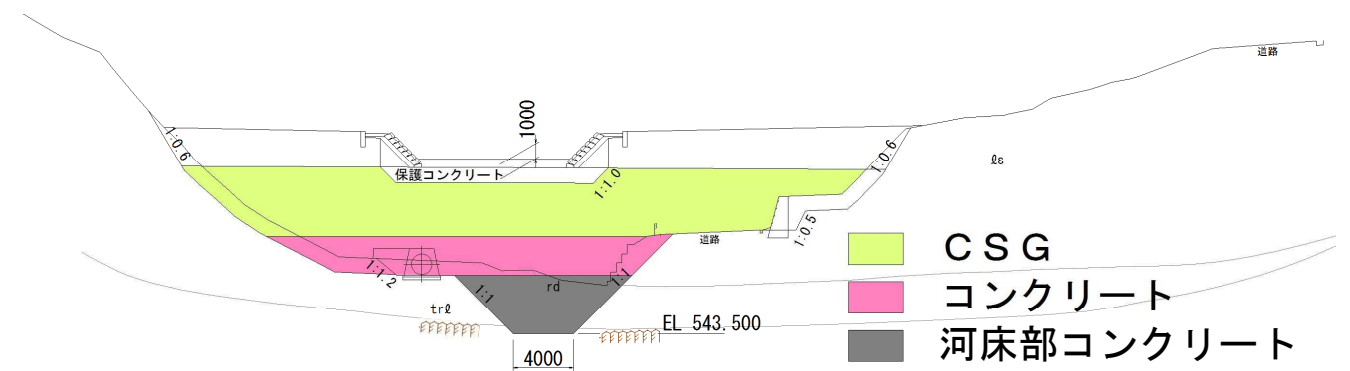 道路
1000
1:0.6
1:0.6
ℓε
保護コンクリート
1:1.0
1:0.5
道路
CSG
1:1.2
1:1
rd
1:1
コンクリート
trℓ
EL 543.500
河床部コンクリート
4000